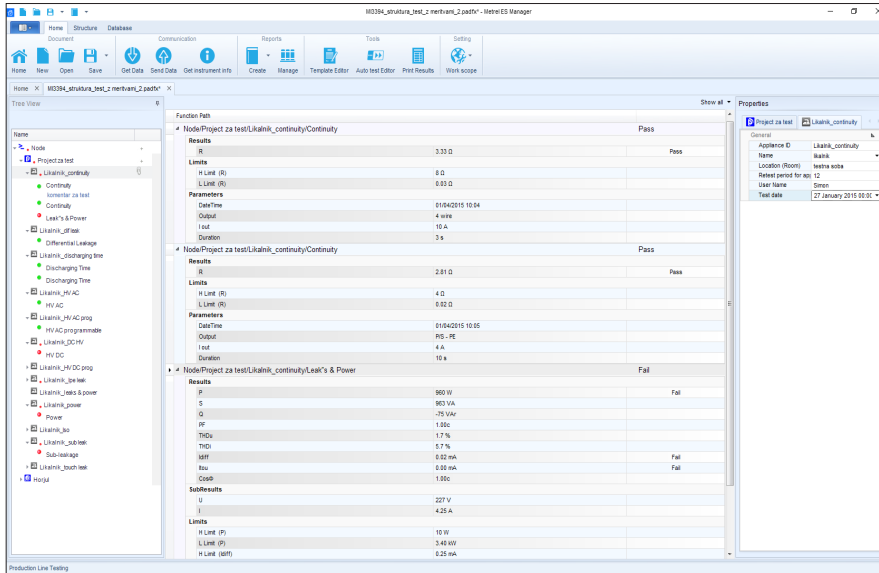 MI3394_struktura_test_z meritvami_2.padfx* - Metrel ES Manager
Home Structure Database
Document Communication Reports Tools Setting
Home New Open Save Get Data Send Data Get instrument info Create Manage Template Editor Auto test Editor Print Results Work scope
Home MI3394_struktura_test_z meritvami_2.padfx*
Tree View
Name
Node
Project za test
Likalnik_continuity
Continuity
komentar za test
Continuity
Leak''s & Power
Likalnik_dif leak
Differential Leakage
Likalnik_discharging time
Discharging Time
Discharging Time
Likalnik_HV AC
HV AC
Likalnik_HV AC prog
HV AC programmable
Likalnik_DC HV
HV DC
Likalnik_HV DC prog
Likalnik_Ipe leak
Likalnik_leaks & power
Likalnik_power
Power
Likalnik_Iso
Likalnik_sub leak
Sub-leakage
Likalnik_touch leak
Horjul
Show all
Function Path
Node/Project za test/Likalnik_continuity/Continuity Pass
Results
R 3.33 Ω Pass
Limits
H Limit (R) 8 Ω
L Limit (R) 0.03 Ω
Parameters
DateTime 01/04/2015 10:04
Output 4 wire
I out 10 A
Duration 3 s
Node/Project za test/Likalnik_continuity/Continuity Pass
Results
R 2.81 Ω Pass
Limits
H Limit (R) 4 Ω
L Limit (R) 0.02 Ω
Parameters
DateTime 01/04/2015 10:05
Output P/S - PE
I out 4 A
Duration 10 s
Node/Project za test/Likalnik_continuity/Leak''s & Power Fail
Results
P 960 W Fail
S 963 VA
Q -75 VAr
PF 1.00c
THDu 1.7 %
THDi 5.7 %
Idiff 0.02 mA Fail
Itou 0.00 mA Fail
CosΦ 1.00c
SubResults
U 227 V
I 4.25 A
Limits
H Limit (P) 10 W
L Limit (P) 3.40 kW
H Limit (Idiff) 0.25 mA
Properties
Project za test Likalnik_continuity
General
Appliance ID Likalnik_continuity
Name likalnik
Location (Room) testna soba
Retest period for app 12
User Name Simon
Test date 27 January 2015 00:00
Production Line Testing